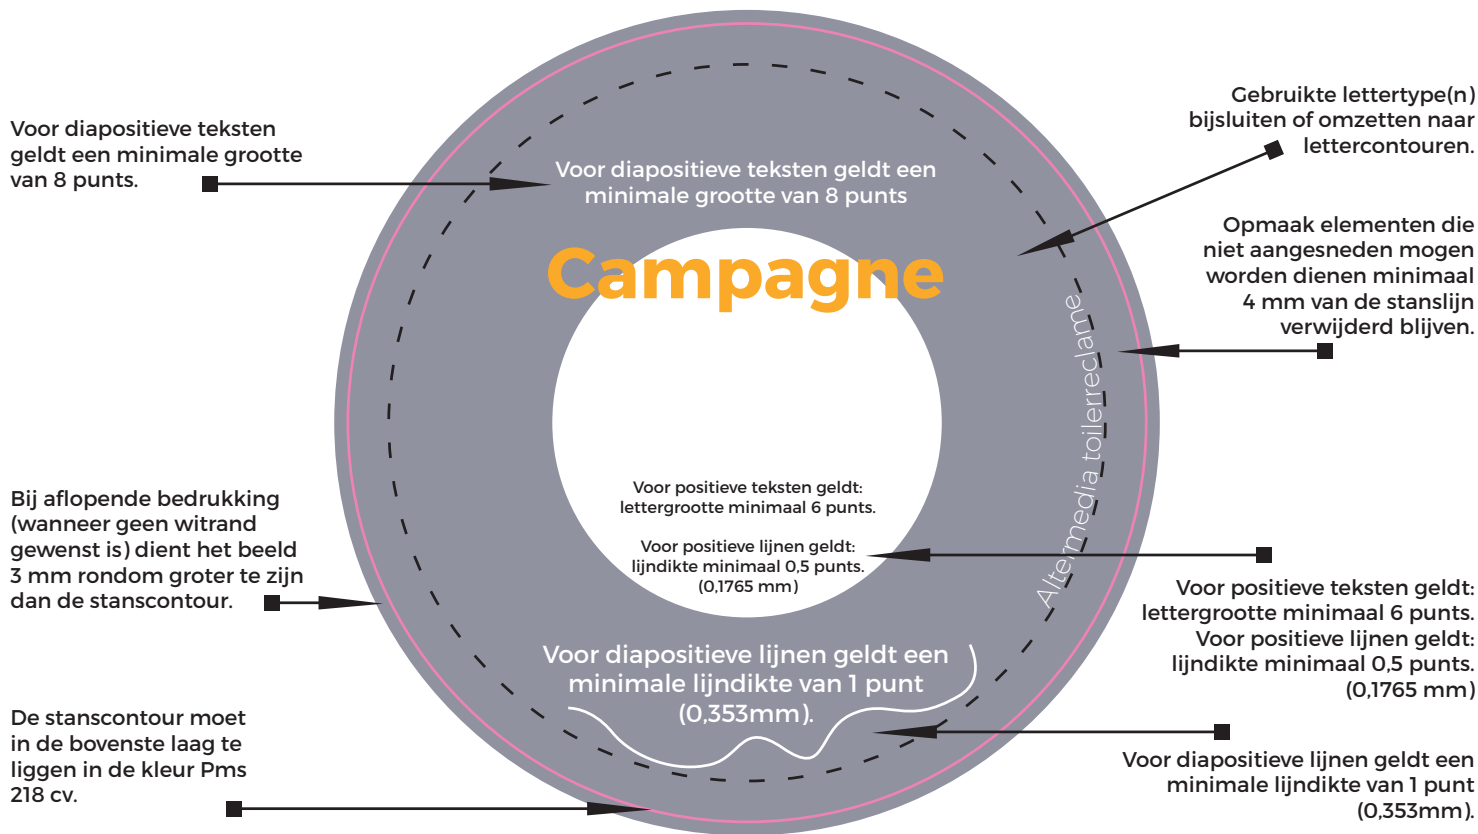 Voor diapositieve teksten
geldt een minimale grootte
van 8 punts.
Bij aflopende bedrukking
(wanneer geen witrand
gewenst is) dient het beeld
3 mm rondom groter te zijn
dan de stanscontour.
De stanscontour moet
in de bovenste laag te
liggen in de kleur Pms
218 cv.
Voor diapositieve teksten geldt een
minimale grootte van 8 punts
Campagne
Voor positieve teksten geldt:
lettergrootte minimaal 6 punts.
Voor positieve lijnen geldt:
lijndikte minimaal 0,5 punts.
(0,1765 mm)
Voor diapositieve lijnen geldt een
minimale lijndikte van 1 punt
(0,353mm).
Altermedia toilerreclame
Gebruikte lettertype(n)
bijsluiten of omzetten naar
lettercontouren.
Opmaak elementen die
niet aangesneden mogen
worden dienen minimaal
4 mm van de stanslijn
verwijderd blijven.
Voor positieve teksten geldt:
lettergrootte minimaal 6 punts.
Voor positieve lijnen geldt:
lijndikte minimaal 0,5 punts.
(0,1765 mm)
Voor diapositieve lijnen geldt een
minimale lijndikte van 1 punt
(0,353mm).